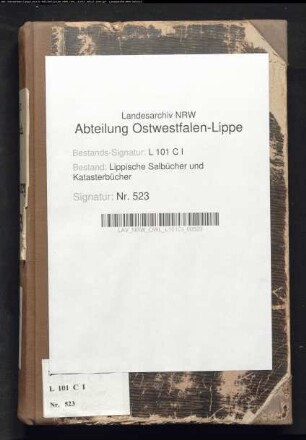 Landesarchiv NRW
Abteilung Ostwestfalen-Lippe
Bestands-Signatur: L 101 C I
Bestand: Lippische Salbücher und
Katasterbücher
Signatur: Nr. 523
L 101 C I
Nr. 523